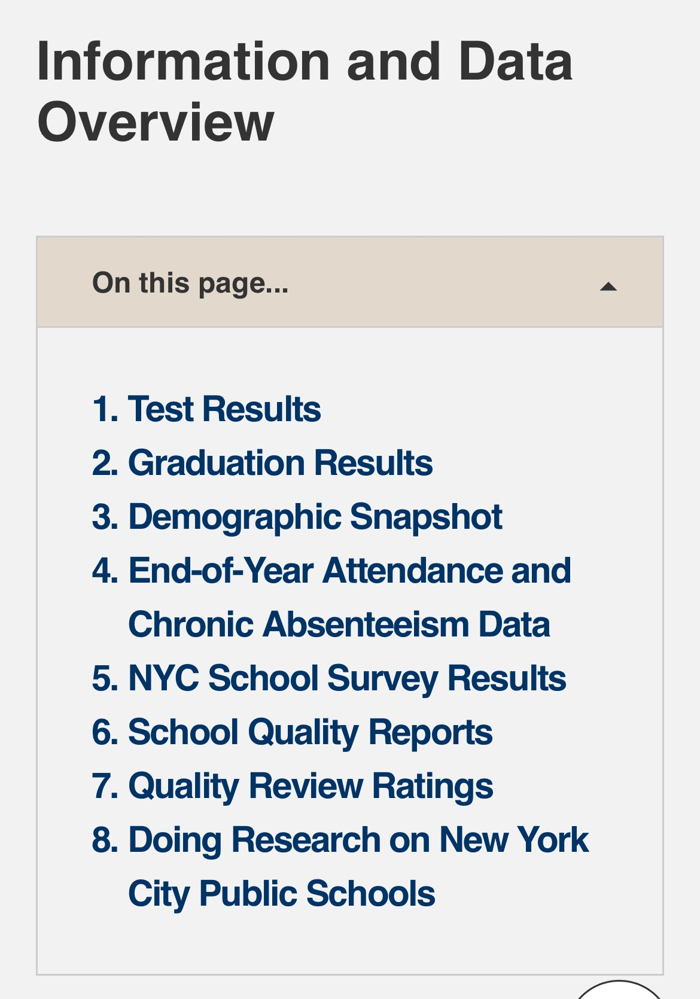 Information and Data
Overview
On this page...
1. Test Results
2. Graduation Results
3. Demographic Snapshot
4. End-of-Year Attendance and
Chronic Absenteeism Data
5. NYC School Survey Results
6. School Quality Reports
7. Quality Review Ratings
8. Doing Research on New York
City Public Schools